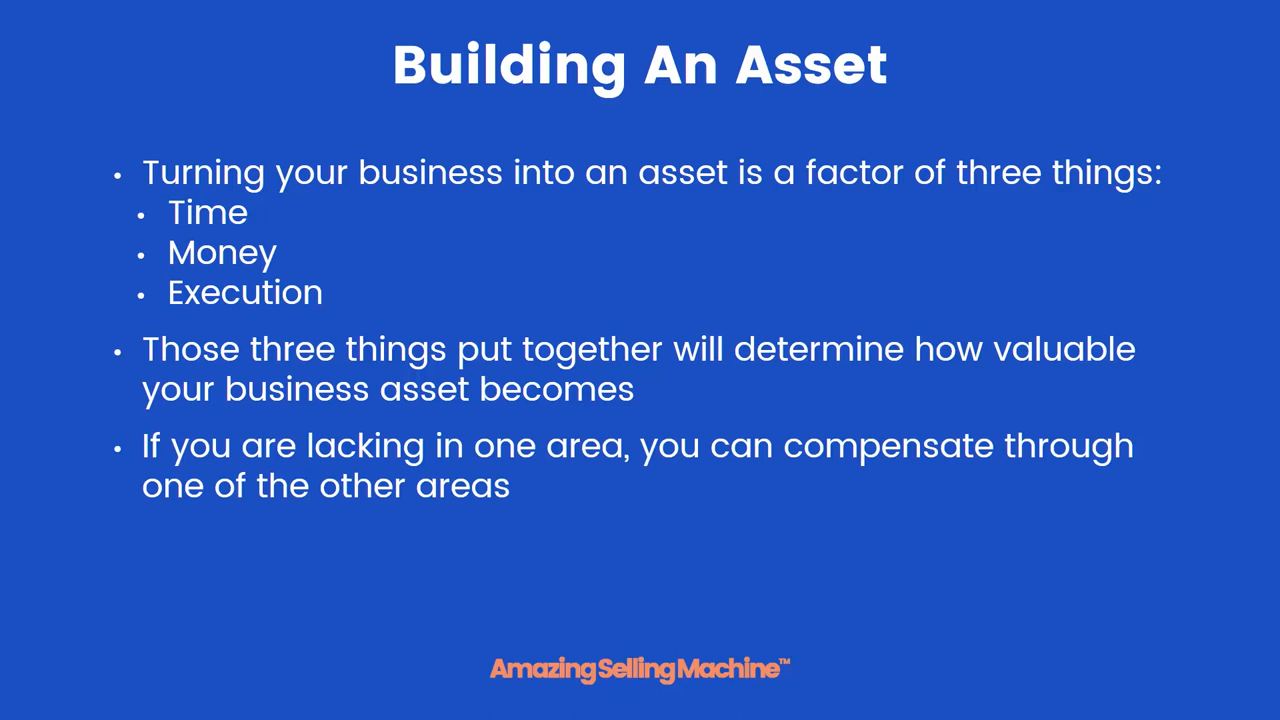 Building An Asset
• Turning your business into an asset is a factor of three things:
• Time
• Money
• Execution
• Those three things put together will determine how valuable
your business asset becomes
• If you are lacking in one area, you can compensate through
one of the other areas
AmazingSellingMachine™